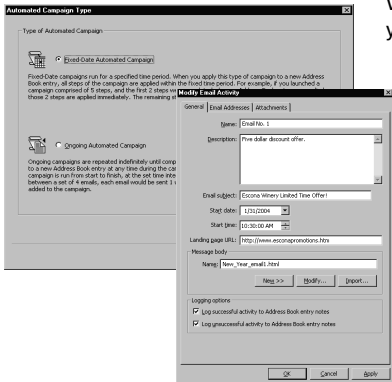 Automated Campaign Type
Type of Automated Campaign
Fixed-Date Automated Campaign
Fixed-Date campaigns run for a specified time period. When you apply this type of campaign to a new Address
Book entry, all steps of the campaign are applied within the fixed time period. For example, if you launched a
campaign comprised of 5 steps, and the first 2 steps
those 2 steps are applied immediately. The remaining
Ongoing Automated Campaign
Ongoing campaigns are repeated indefinitely until
to a new Address Book entry at any time during the
campaign is run from start to finish, at the set time
between a set of 4 emails, each email would be sent 1
added to the campaign.
Modify Email Activity
General
Email Addresses
Attachments
Name: Email No. 1
Description: Five dollar discount offer.
Email subject: Escona Winery Limited Time Offer!
Start date: 1/31/2004
Start time: 10:30:00 AM
Landing page URL: http://www.esconapromotions.htm
Message body
Name: New_Year_email1.html
New >>
Modify...
Import...
Logging options
Log successful activity to Address Book entry notes
Log unsuccessful activity to Address Book entry notes
OK
Cancel
Apply